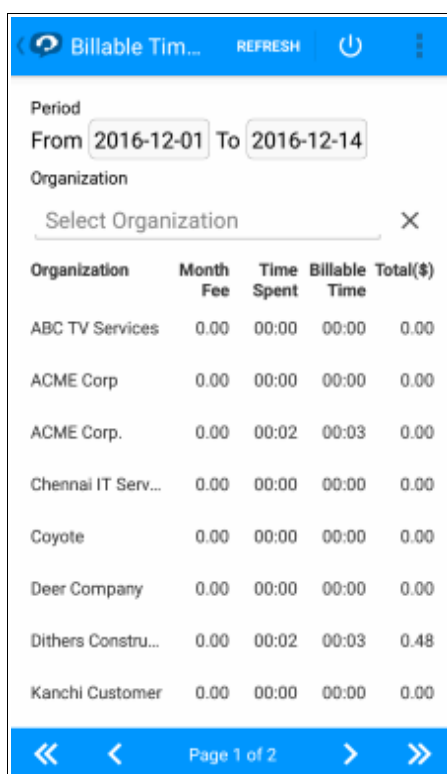 Billable Tim... REFRESH
Period
From 2016-12-01 To 2016-12-14
Organization
Select Organization
Organization Month Fee Time Spent Billable Time Total($)
ABC TV Services 0.00 00:00 00:00 0.00
ACME Corp 0.00 00:00 00:00 0.00
ACME Corp. 0.00 00:02 00:03 0.00
Chennai IT Serv... 0.00 00:00 00:00 0.00
Coyote 0.00 00:00 00:00 0.00
Deer Company 0.00 00:00 00:00 0.00
Dithers Constru... 0.00 00:02 00:03 0.48
Kanchi Customer 0.00 00:00 00:00 0.00
Page 1 of 2